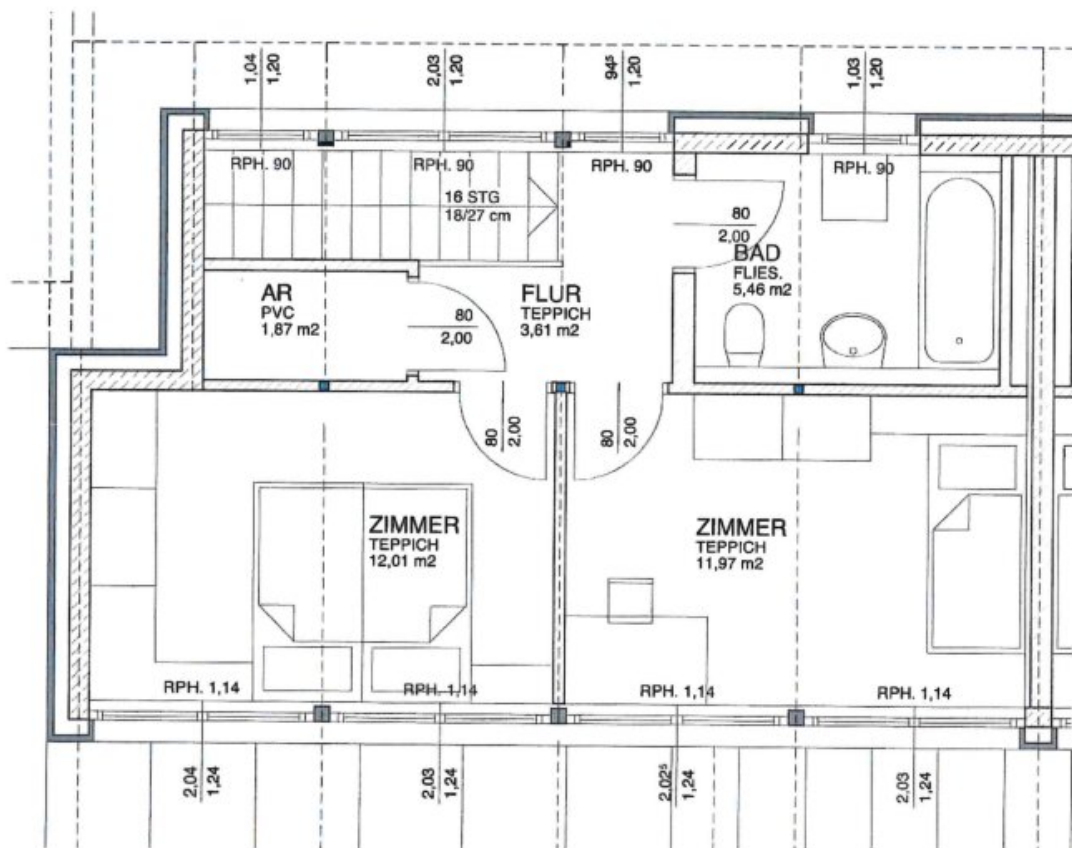 1,04
1,20
2,03
1,20
94⁵
1,20
1,03
1,20
RPH. 90
RPH. 90
RPH. 90
RPH. 90
16 STG
18/27 cm
80
2,00
BAD
FLIES.
5,46 m2
AR
PVC
1,87 m2
80
2,00
FLUR
TEPPICH
3,61 m2
80
2,00
80
2,00
ZIMMER
TEPPICH
12,01 m2
ZIMMER
TEPPICH
11,97 m2
RPH. 1,14
RPH. 1,14
RPH. 1,14
RPH. 1,14
2,04
1,24
2,03
1,24
2,02⁵
1,24
2,03
1,24